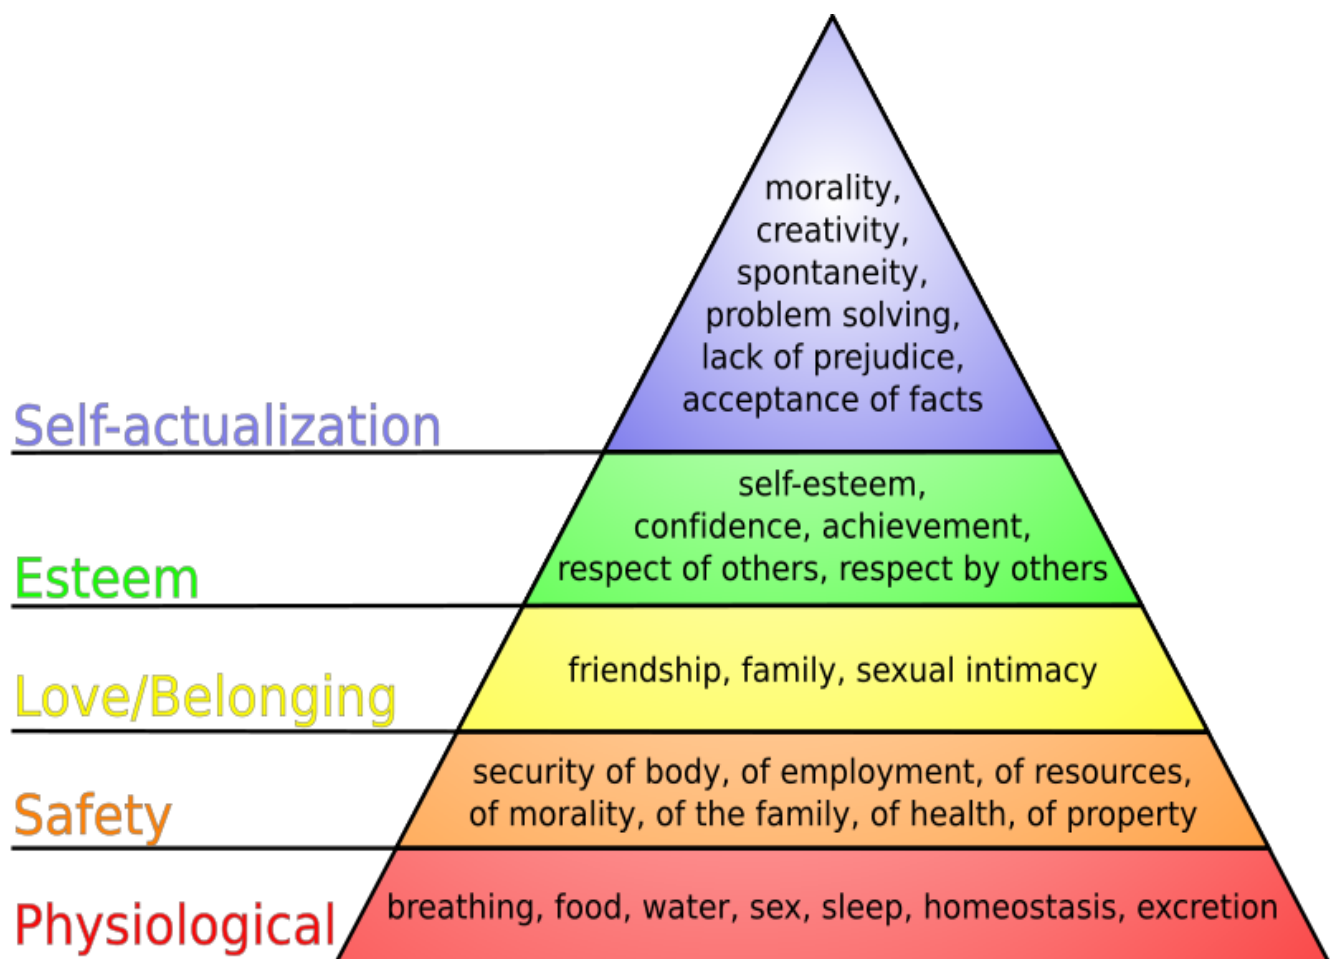 morality,
creativity,
spontaneity,
problem solving,
lack of prejudice,
acceptance of facts
Self-actualization
self-esteem,
confidence, achievement,
respect of others, respect by others
Esteem
friendship, family, sexual intimacy
Love/Belonging
security of body, of employment, of resources,
of morality, of the family, of health, of property
Safety
breathing, food, water, sex, sleep, homeostasis, excretion
Physiological